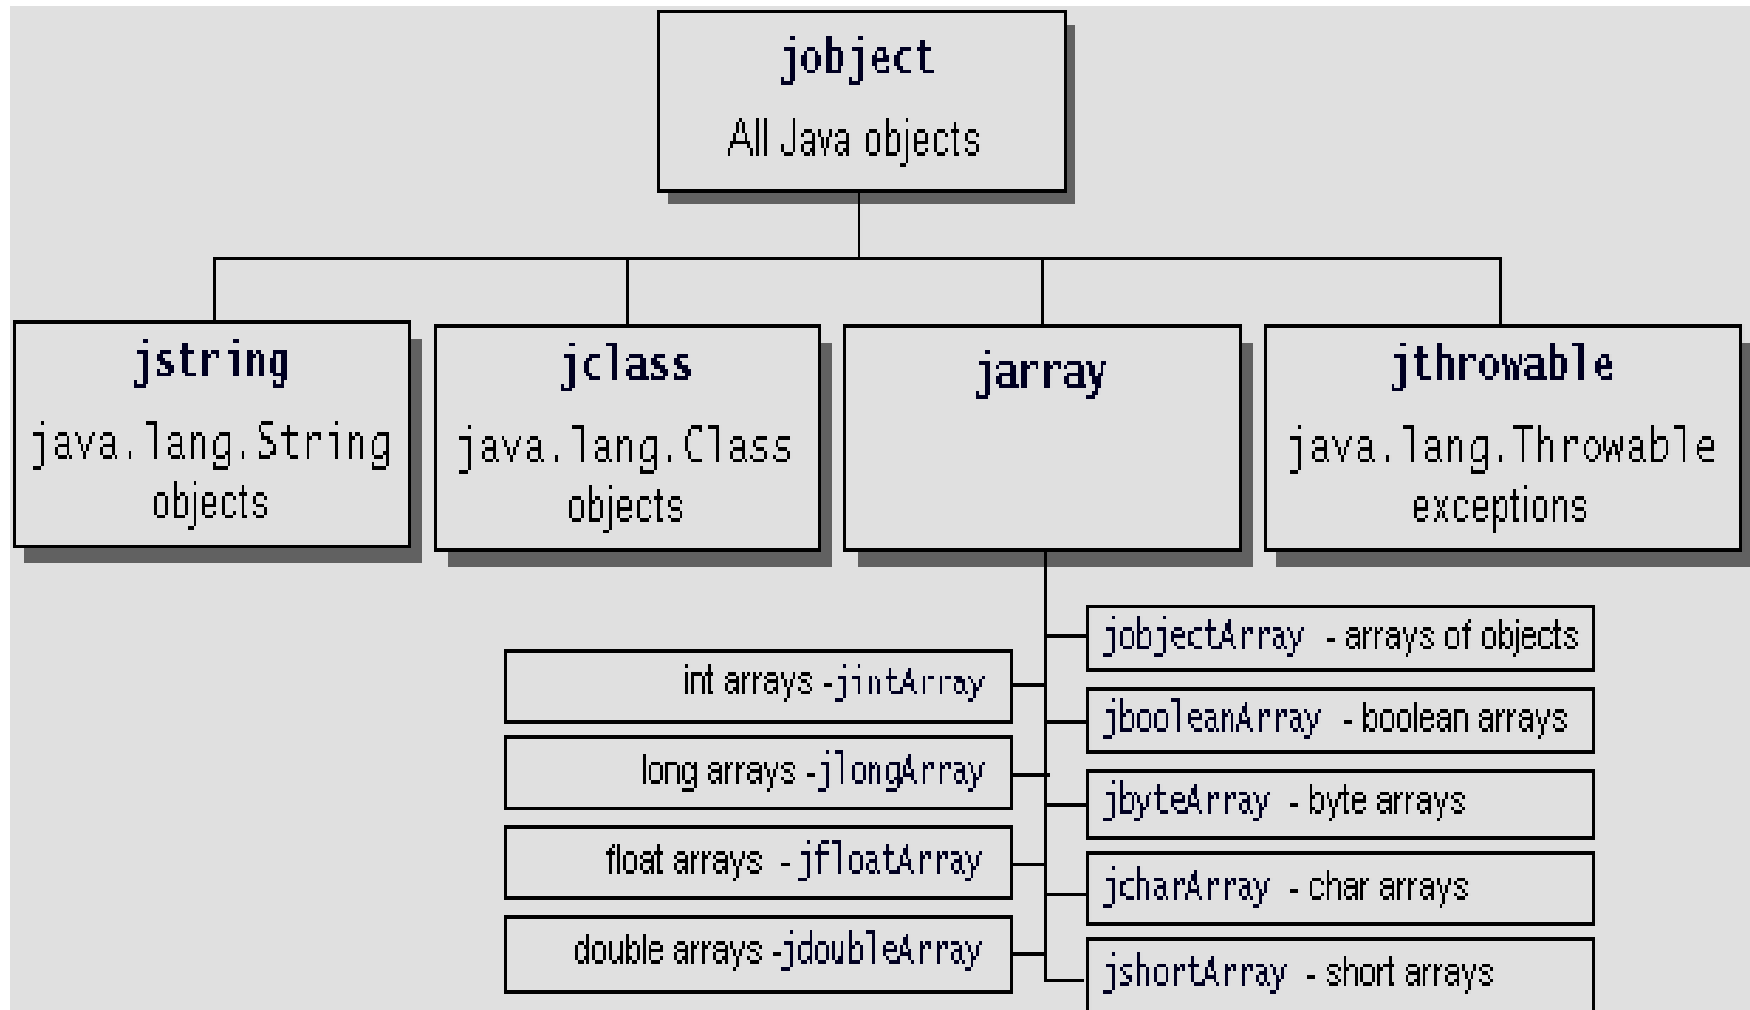 jobject
All Java objects
jstring
java.lang.String
objects
jclass
java.lang.Class
objects
jarray
jthrowable
java.lang.Throwable
exceptions
int arrays -jintArray
long arrays -jlongArray
float arrays - jfloatArray
double arrays -jdoubleArray
jobjectArray - arrays of objects
jbooleanArray - boolean arrays
jbyteArray - byte arrays
jcharArray - char arrays
jshortArray - short arrays